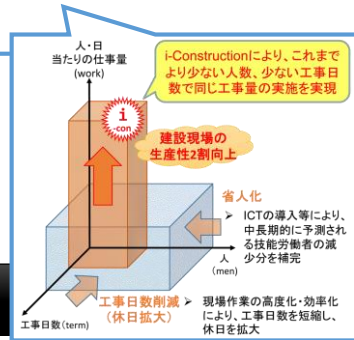 人・日
当たりの仕事量
(work)
i-Constructionにより、これまで
より少ない人数、少ない工事日
数で同じ工事量の実施を実現
i
-con
建設現場の
生産性2割向上
省人化
➤ ICTの導入等により、
中長期的に予測され
る技能労働者の減
少分を補完
人
(men)
工事日数削減
(休日拡大)
➤ 現場作業の高度化・効率化
により、工事日数を短縮し、
休日を拡大
工事日数(term)